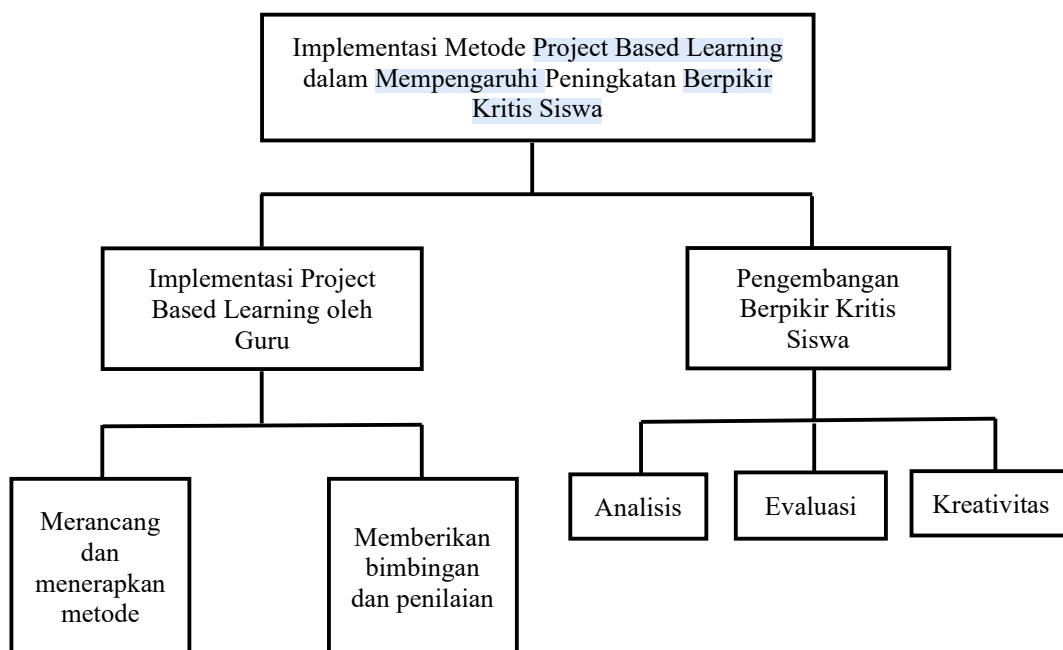 Implementasi Metode Project Based Learning
dalam Mempengaruhi Peningkatan Berpikir
Kritis Siswa
Implementasi Project
Based Learning oleh
Guru
Pengembangan
Berpikir Kritis
Siswa
Merancang
dan
menerapkan
metode
Memberikan
bimbingan
dan penilaian
Analisis
Evaluasi
Kreativitas